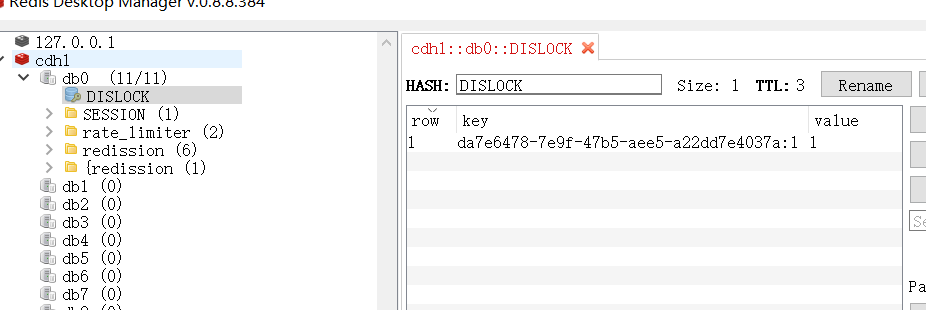 Redis Desktop Manager v.0.8.8.384
127.0.0.1
cdh1
db0 (11/11)
DISLOCK
SESSION (1)
rate_limiter (2)
redission (6)
{redission (1)
db1 (0)
db2 (0)
db3 (0)
db4 (0)
db5 (0)
db6 (0)
db7 (0)
cdh1::db0::DISLOCK
HASH: DISLOCK Size: 1 TTL: 3 Rename
row key value
1 da7e6478-7e9f-47b5-aee5-a22dd7e4037a:1 1
Se
Pa